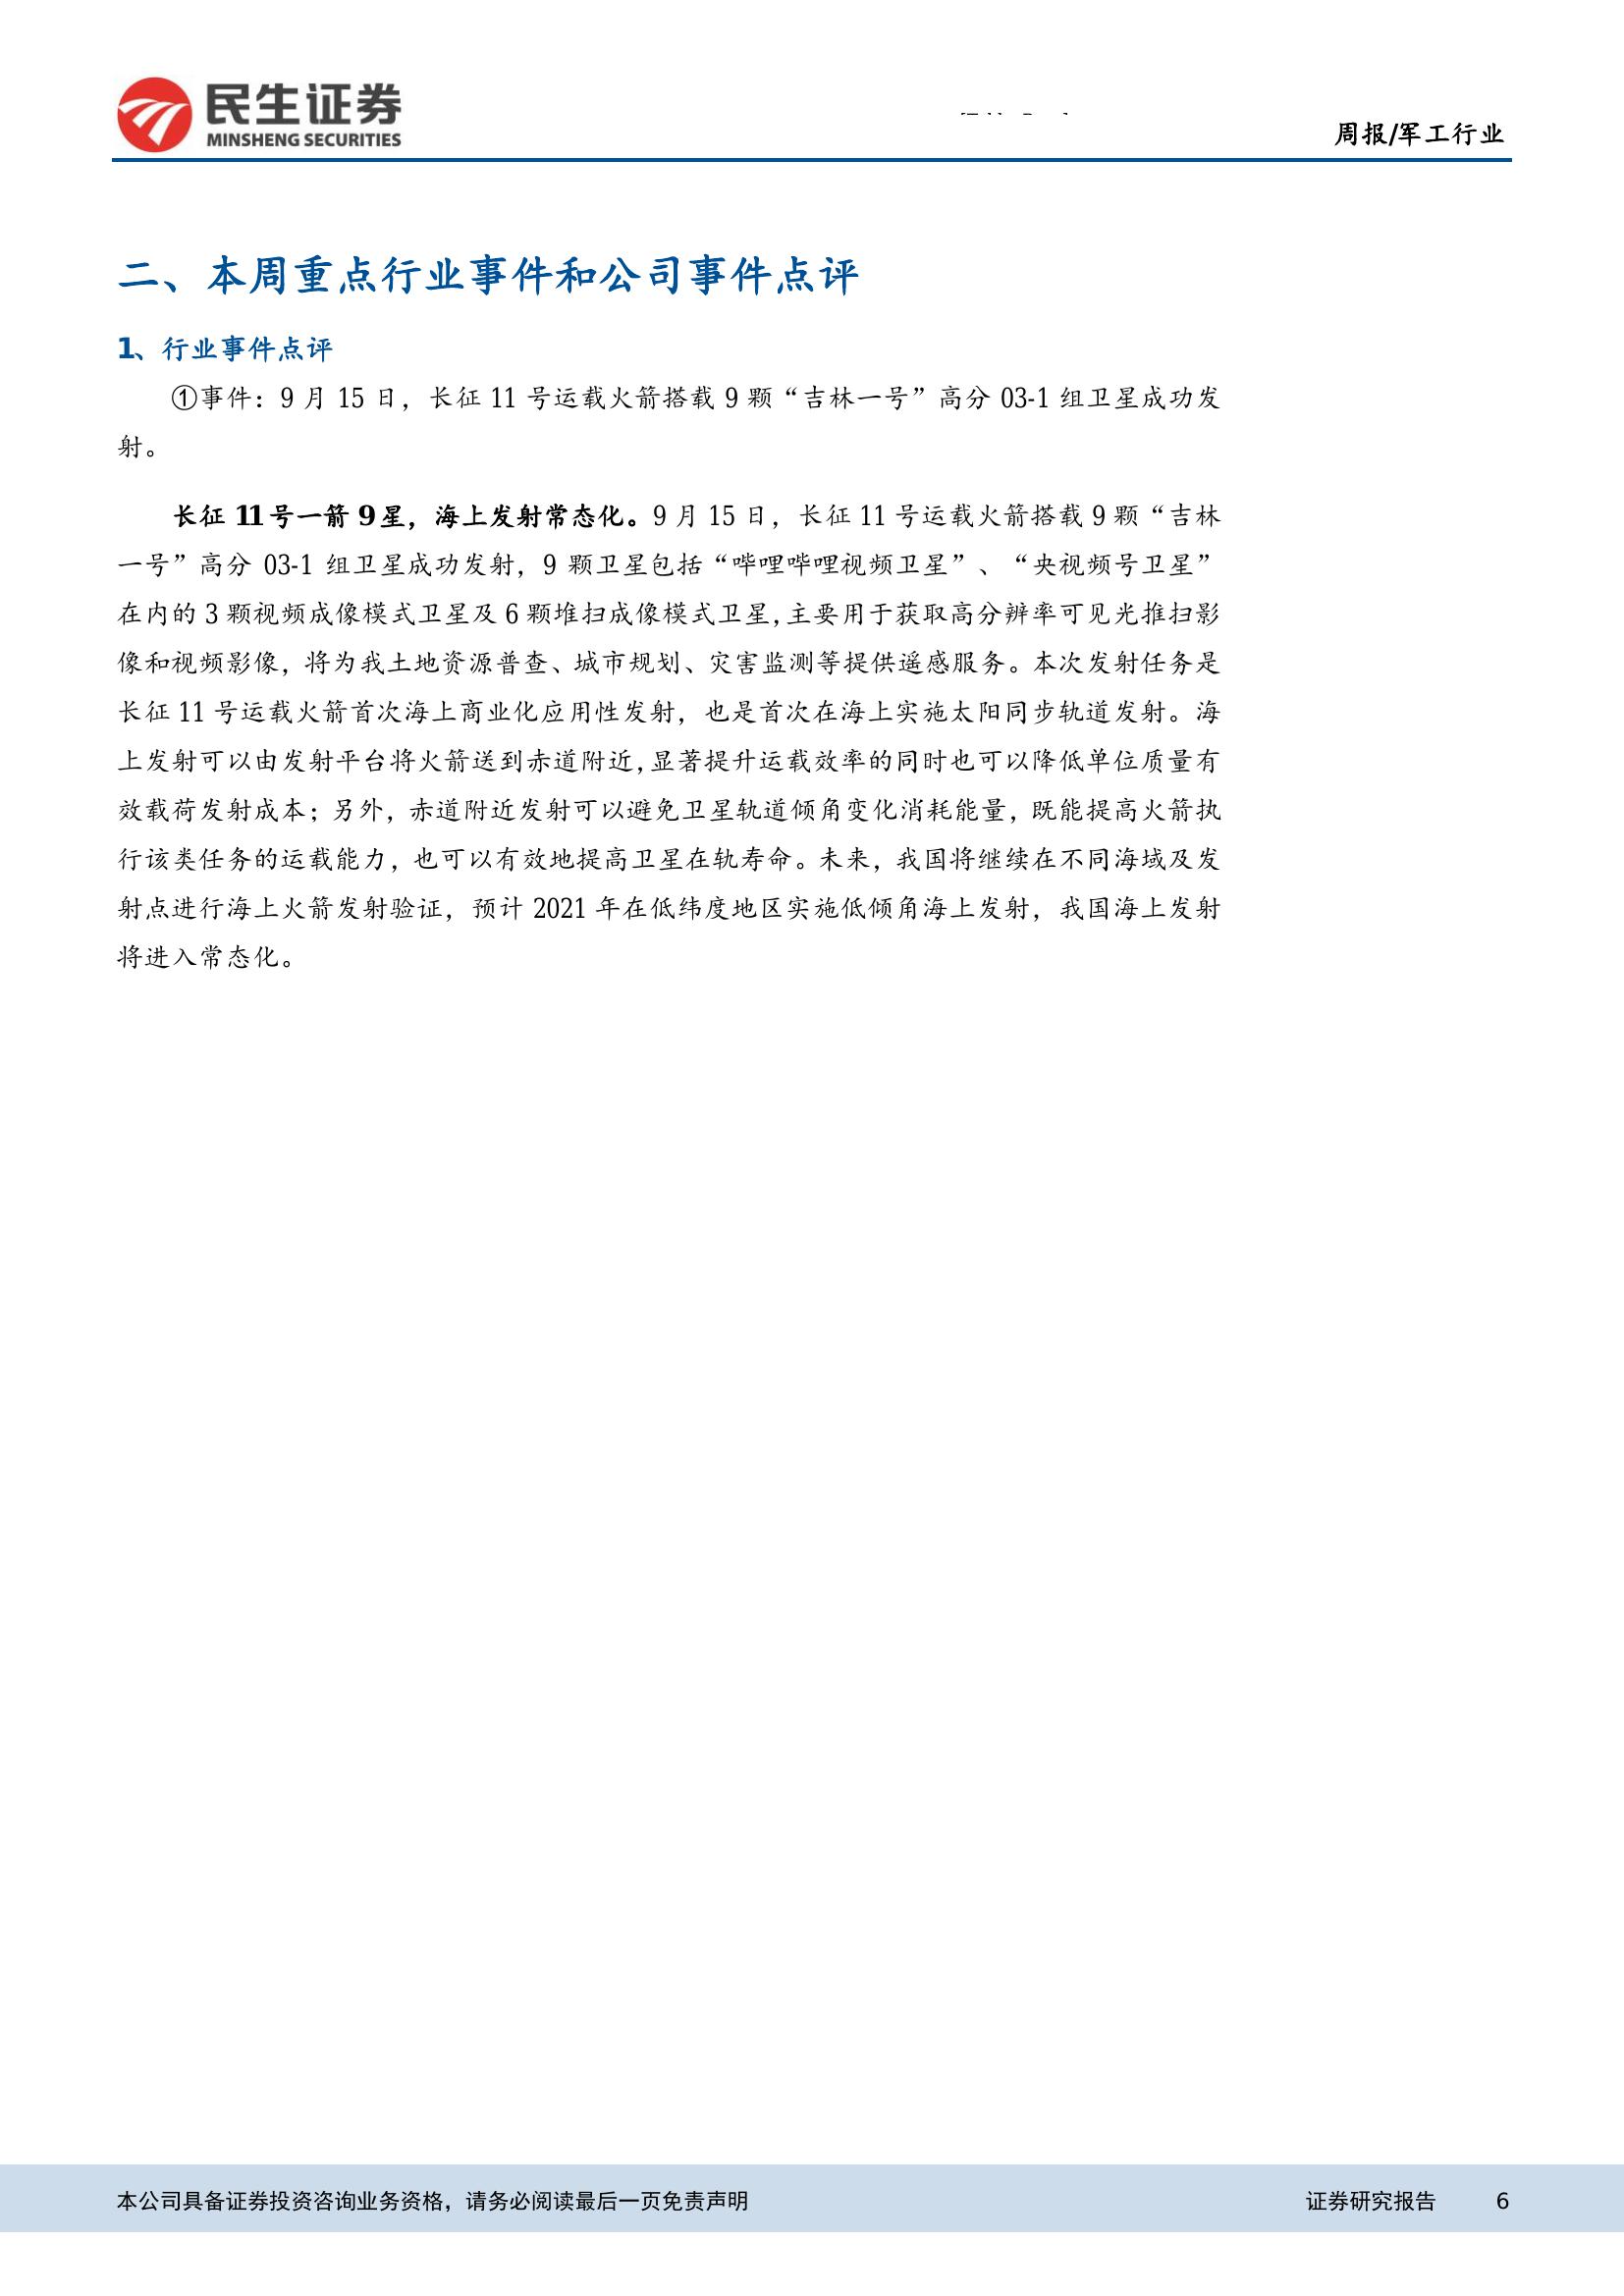 民生证券
MINSHENG SECURITIES
周报/军工行业
二、本周重点行业事件和公司事件点评
1、行业事件点评
①事件：9 月 15 日，长征 11 号运载火箭搭载 9 颗“吉林一号”高分 03-1 组卫星成功发
射。
长征 11 号一箭 9 星，海上发射常态化。9 月 15 日，长征 11 号运载火箭搭载 9 颗“吉林
一号”高分 03-1 组卫星成功发射，9 颗卫星包括“哔哩哔哩视频卫星”、“央视频号卫星”
在内的 3 颗视频成像模式卫星及 6 颗堆扫成像模式卫星，主要用于获取高分辨率可见光推扫影
像和视频影像，将为我土地资源普查、城市规划、灾害监测等提供遥感服务。本次发射任务是
长征 11 号运载火箭首次海上商业化应用性发射，也是首次在海上实施太阳同步轨道发射。海
上发射可以由发射平台将火箭送到赤道附近，显著提升运载效率的同时也可以降低单位质量有
效载荷发射成本；另外，赤道附近发射可以避免卫星轨道倾角变化消耗能量，既能提高火箭执
行该类任务的运载能力，也可以有效地提高卫星在轨寿命。未来，我国将继续在不同海域及发
射点进行海上火箭发射验证，预计 2021 年在低纬度地区实施低倾角海上发射，我国海上发射
将进入常态化。
本公司具备证券投资咨询业务资格，请务必阅读最后一页免责声明
证券研究报告 6